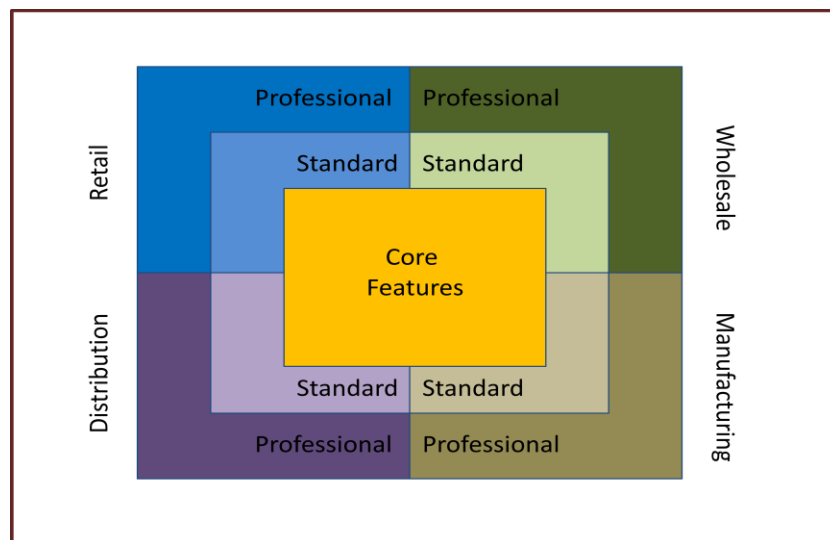 Professional Professional
Retail
Wholesale
Standard Standard
Core
Features
Distribution
Manufacturing
Standard Standard
Professional Professional